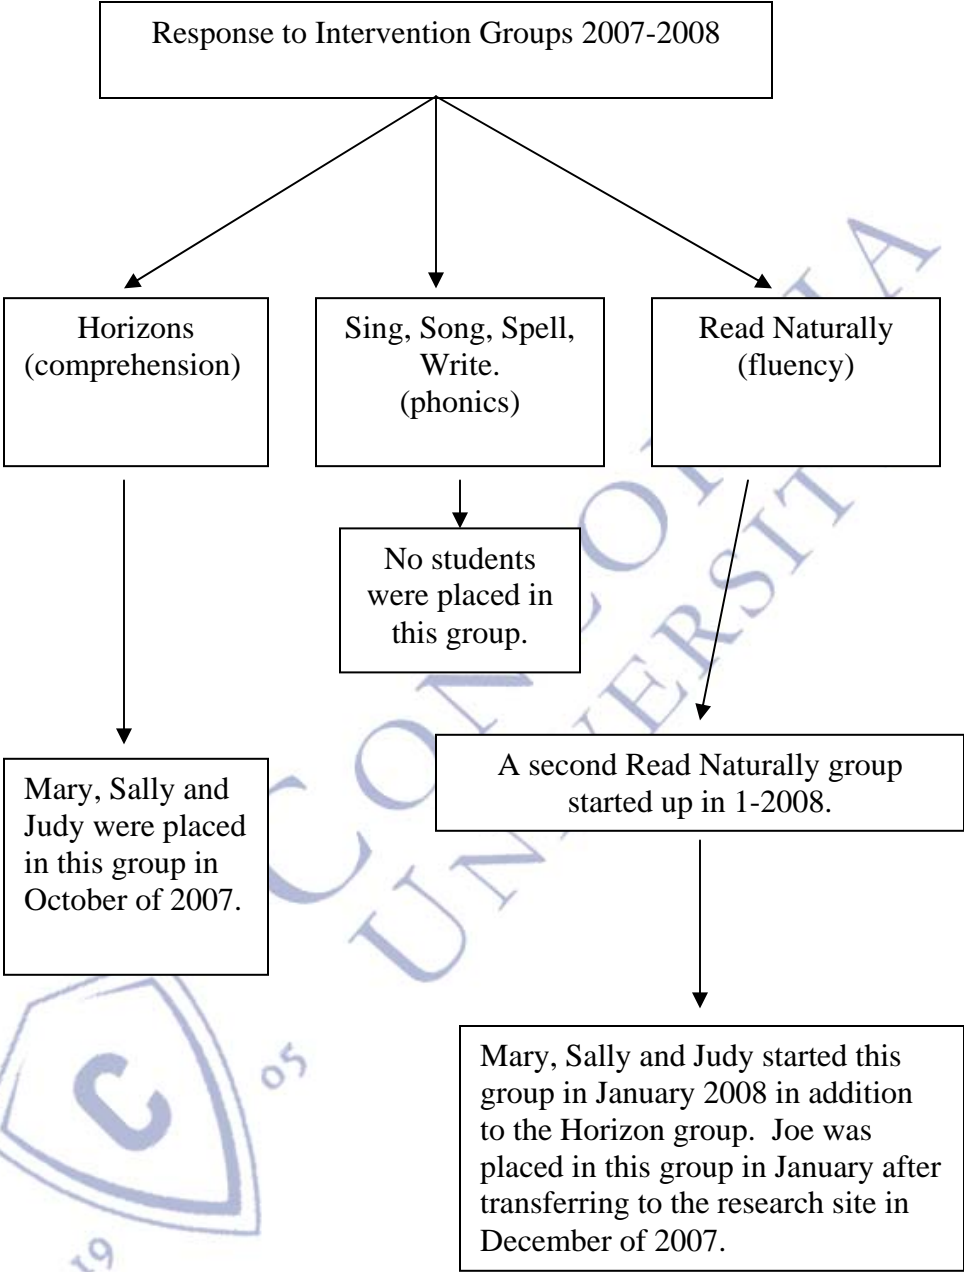 Response to Intervention Groups 2007-2008
Horizons
(comprehension)
Sing, Song, Spell,
Write.
(phonics)
Read Naturally
(fluency)
No students
were placed in
this group.
A second Read Naturally group
started up in 1-2008.
Mary, Sally and
Judy were placed
in this group in
October of 2007.
Mary, Sally and Judy started this
group in January 2008 in addition
to the Horizon group.  Joe was
placed in this group in January after
transferring to the research site in
December of 2007.
CONCORDIA
UNIVERSITY
C
19
05